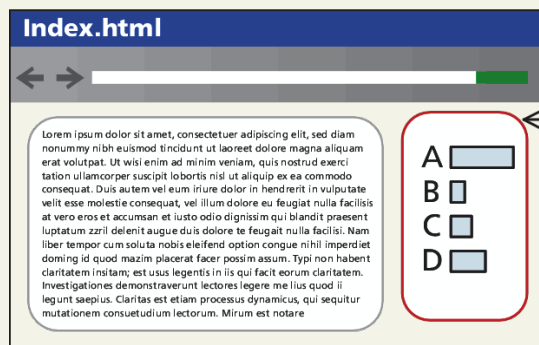 Index.html
Lorem ipsum dolor sit amet, consectetuer adipiscing elit, sed diam
nonummy nibh euismod tincidunt ut laoreet dolore magna aliquam
erat volutpat. Ut wisi enim ad minim veniam, quis nostrud exerci
tation ullamcorper suscipit lobortis nisl ut aliquip ex ea commodo
consequat. Duis autem vel eum iriure dolor in hendrerit in vulputate
velit esse molestie consequat, vel illum dolore eu feugiat nulla facilisis
at vero eros et accumsan et iusto odio dignissim qui blandit praesent
luptatum zzril delenit augue duis dolore te feugait nulla facilisi. Nam
liber tempor cum soluta nobis eleifend option congue nihil imperdiet
doming id quod mazim placerat facer possim assum. Typi non habent
claritatem insitam; est usus legentis in iis qui facit eorum claritatem.
Investigationes demonstraverunt lectores legere me lius quod ii
legunt saepius. Claritas est etiam processus dynamicus, qui sequitur
mutationem consuetudium lectorum. Mirum est notare
A
B
C
D